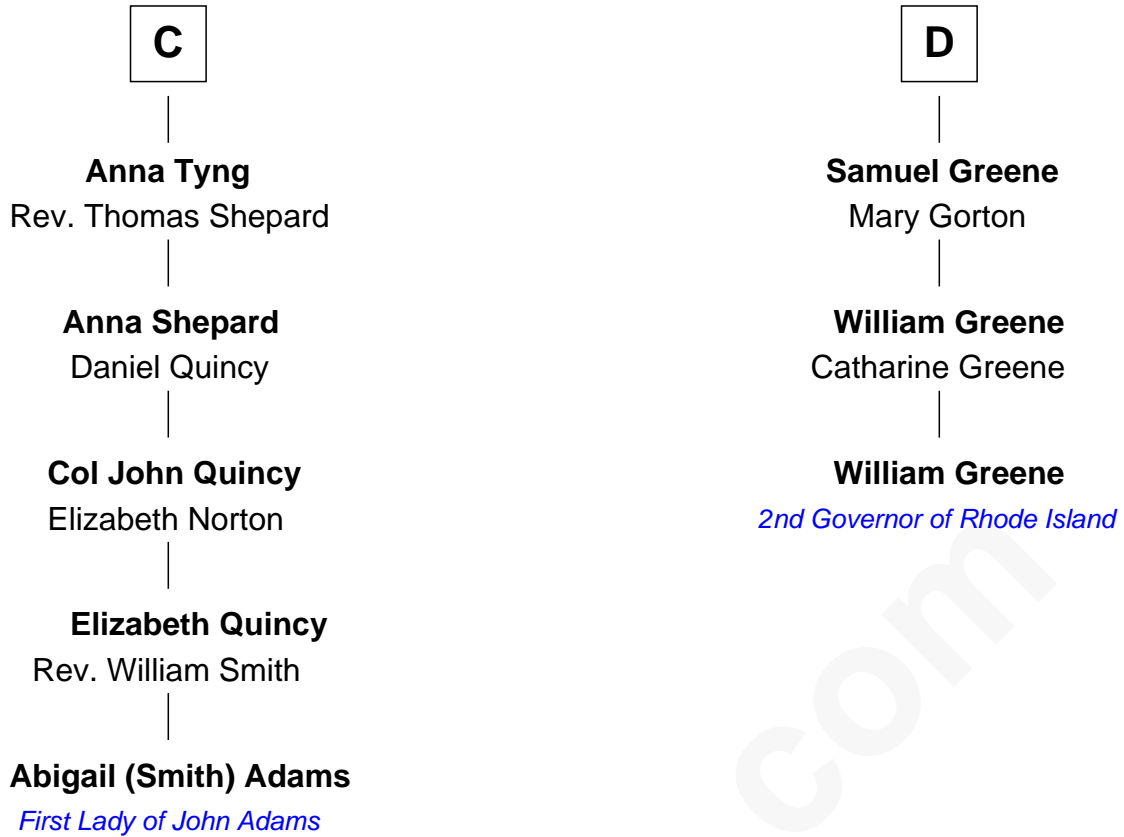 C
Anna Tyng
Rev. Thomas Shepard
Anna Shepard
Daniel Quincy
Col John Quincy
Elizabeth Norton
Elizabeth Quincy
Rev. William Smith
Abigail (Smith) Adams
First Lady of John Adams
D
Samuel Greene
Mary Gorton
William Greene
Catharine Greene
William Greene
2nd Governor of Rhode Island
com